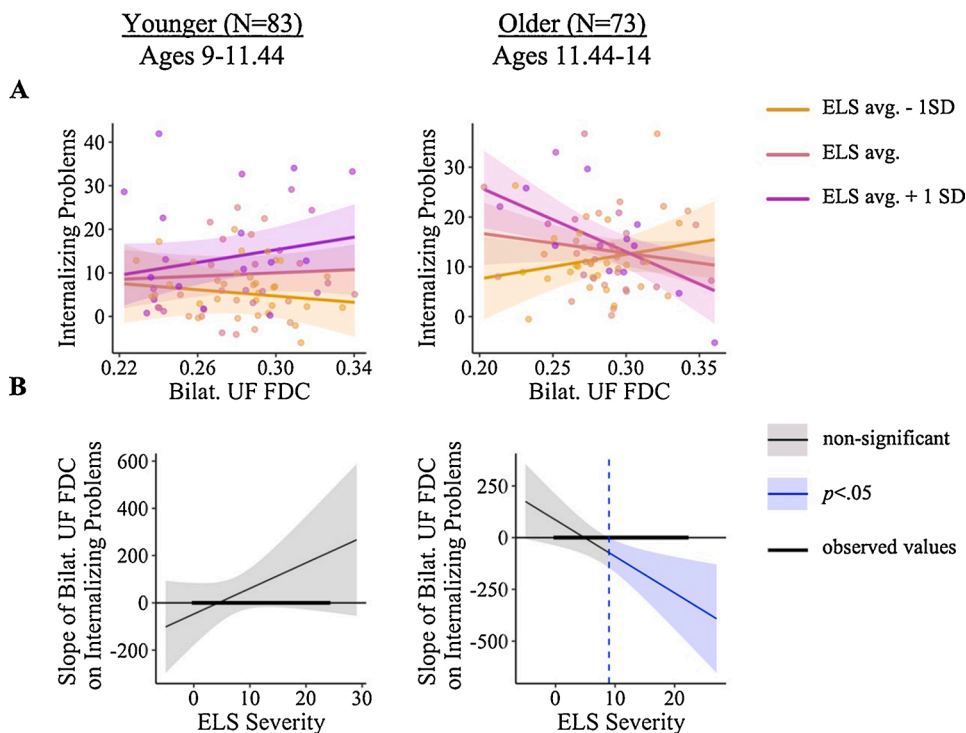 Younger (N=83)
Ages 9-11.44
Older (N=73)
Ages 11.44-14
A
Internalizing Problems
40
30
20
10
0
0.22
0.26
0.30
0.34
Bilat. UF FDC
Internalizing Problems
30
20
10
0
0.20
0.25
0.30
0.35
Bilat. UF FDC
ELS avg. - 1SD
ELS avg.
ELS avg. + 1 SD
B
Slope of Bilat. UF FDC
on Internalizing Problems
600
400
200
0
-200
0
10
20
30
ELS Severity
Slope of Bilat. UF FDC
on Internalizing Problems
250
0
-250
-500
0
10
20
ELS Severity
non-significant
p<.05
observed values